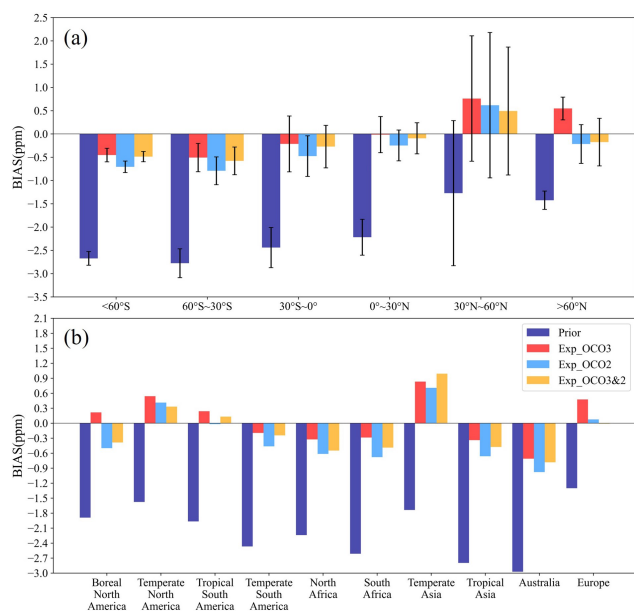 (a)
BIAS(ppm)
2.5
2.0
1.5
1.0
0.5
0.0
−0.5
−1.0
−1.5
−2.0
−2.5
−3.0
−3.5
<60°S
60°S~30°S
30°S~0°
0°~30°N
30°N~60°N
>60°N
(b)
BIAS(ppm)
2.1
1.8
1.5
1.2
0.9
0.6
0.3
0.0
−0.3
−0.6
−0.9
−1.2
−1.5
−1.8
−2.1
−2.4
−2.7
−3.0
Prior
Exp_OCO3
Exp_OCO2
Exp_OCO3&2
Boreal
North
America
Temperate
North
America
Tropical
South
America
Temperate
South
America
North
Africa
South
Africa
Temperate
Asia
Tropical
Asia
Australia
Europe